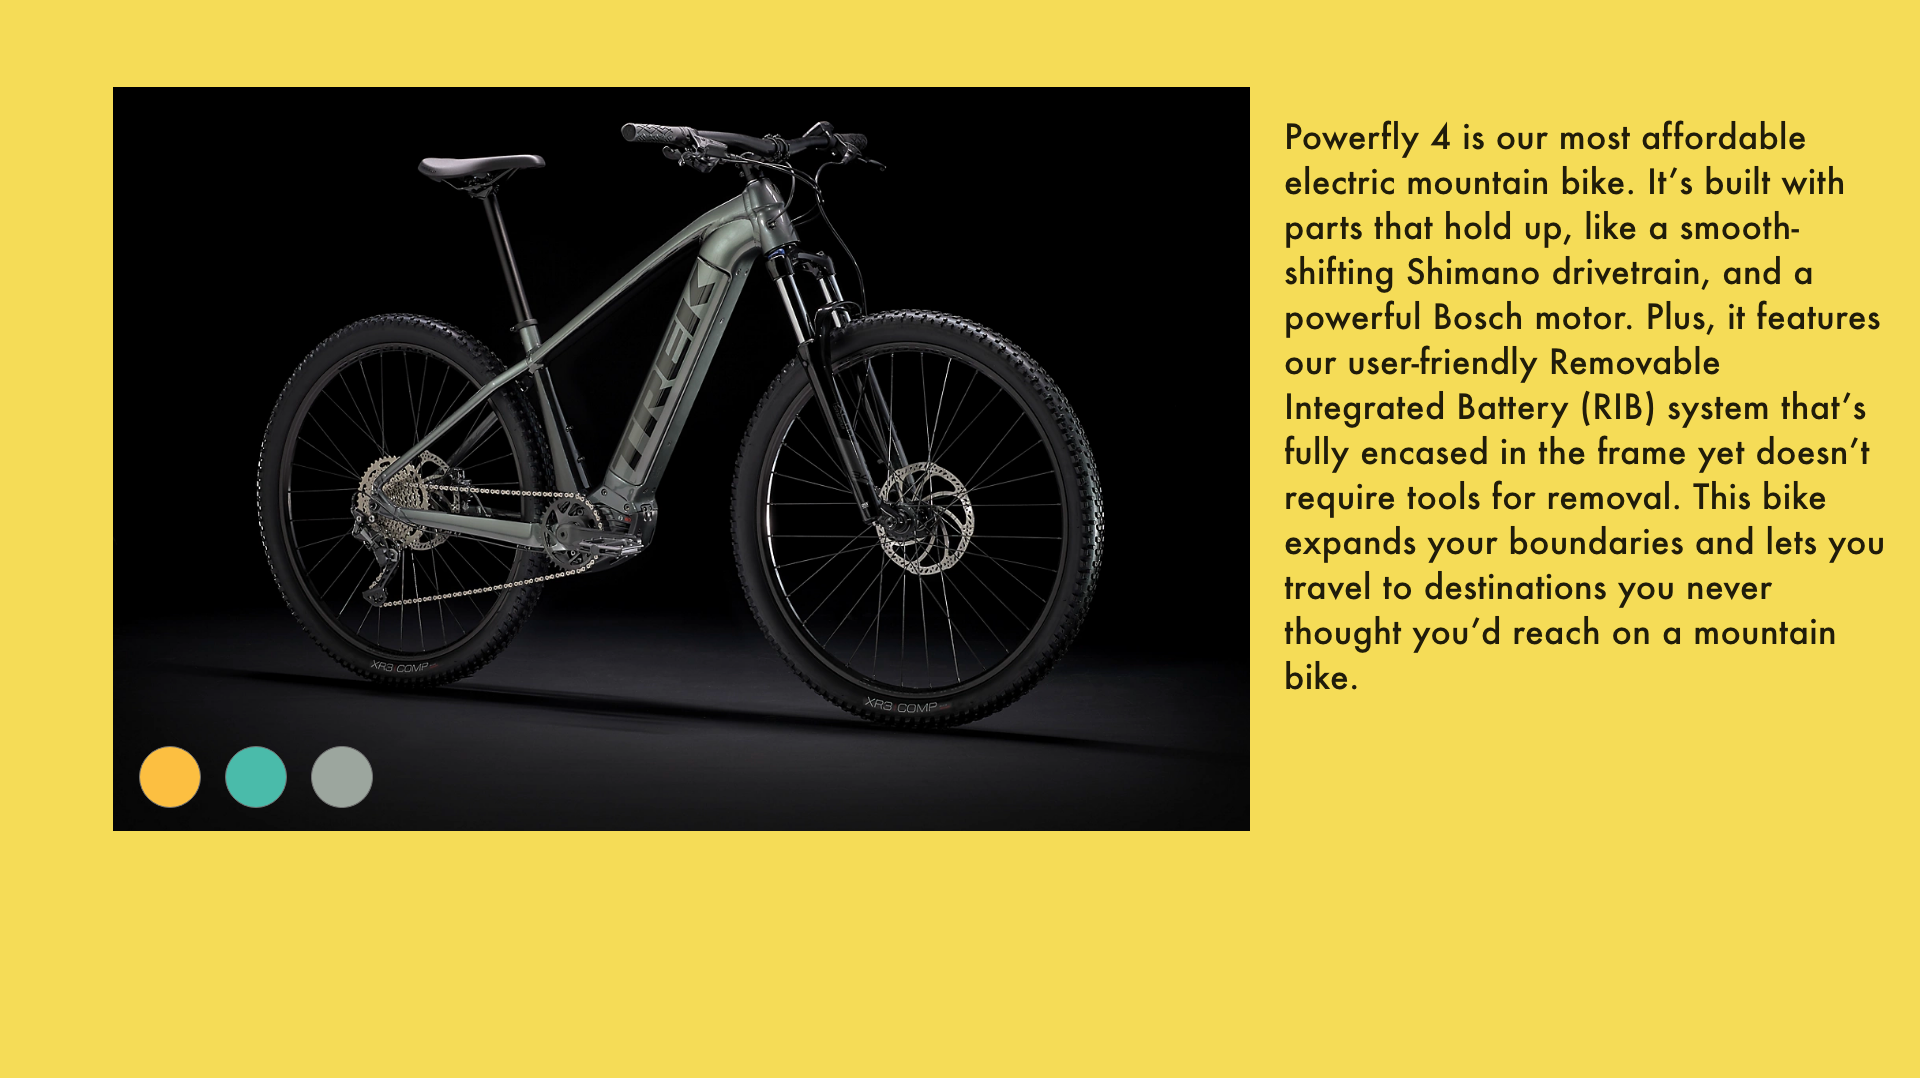 TREK
XR3 COMP
XR3 COMP
Powerfly 4 is our most affordable
electric mountain bike. It’s built with
parts that hold up, like a smooth-
shifting Shimano drivetrain, and a
powerful Bosch motor. Plus, it features
our user-friendly Removable
Integrated Battery (RIB) system that’s
fully encased in the frame yet doesn’t
require tools for removal. This bike
expands your boundaries and lets you
travel to destinations you never
thought you’d reach on a mountain
bike.